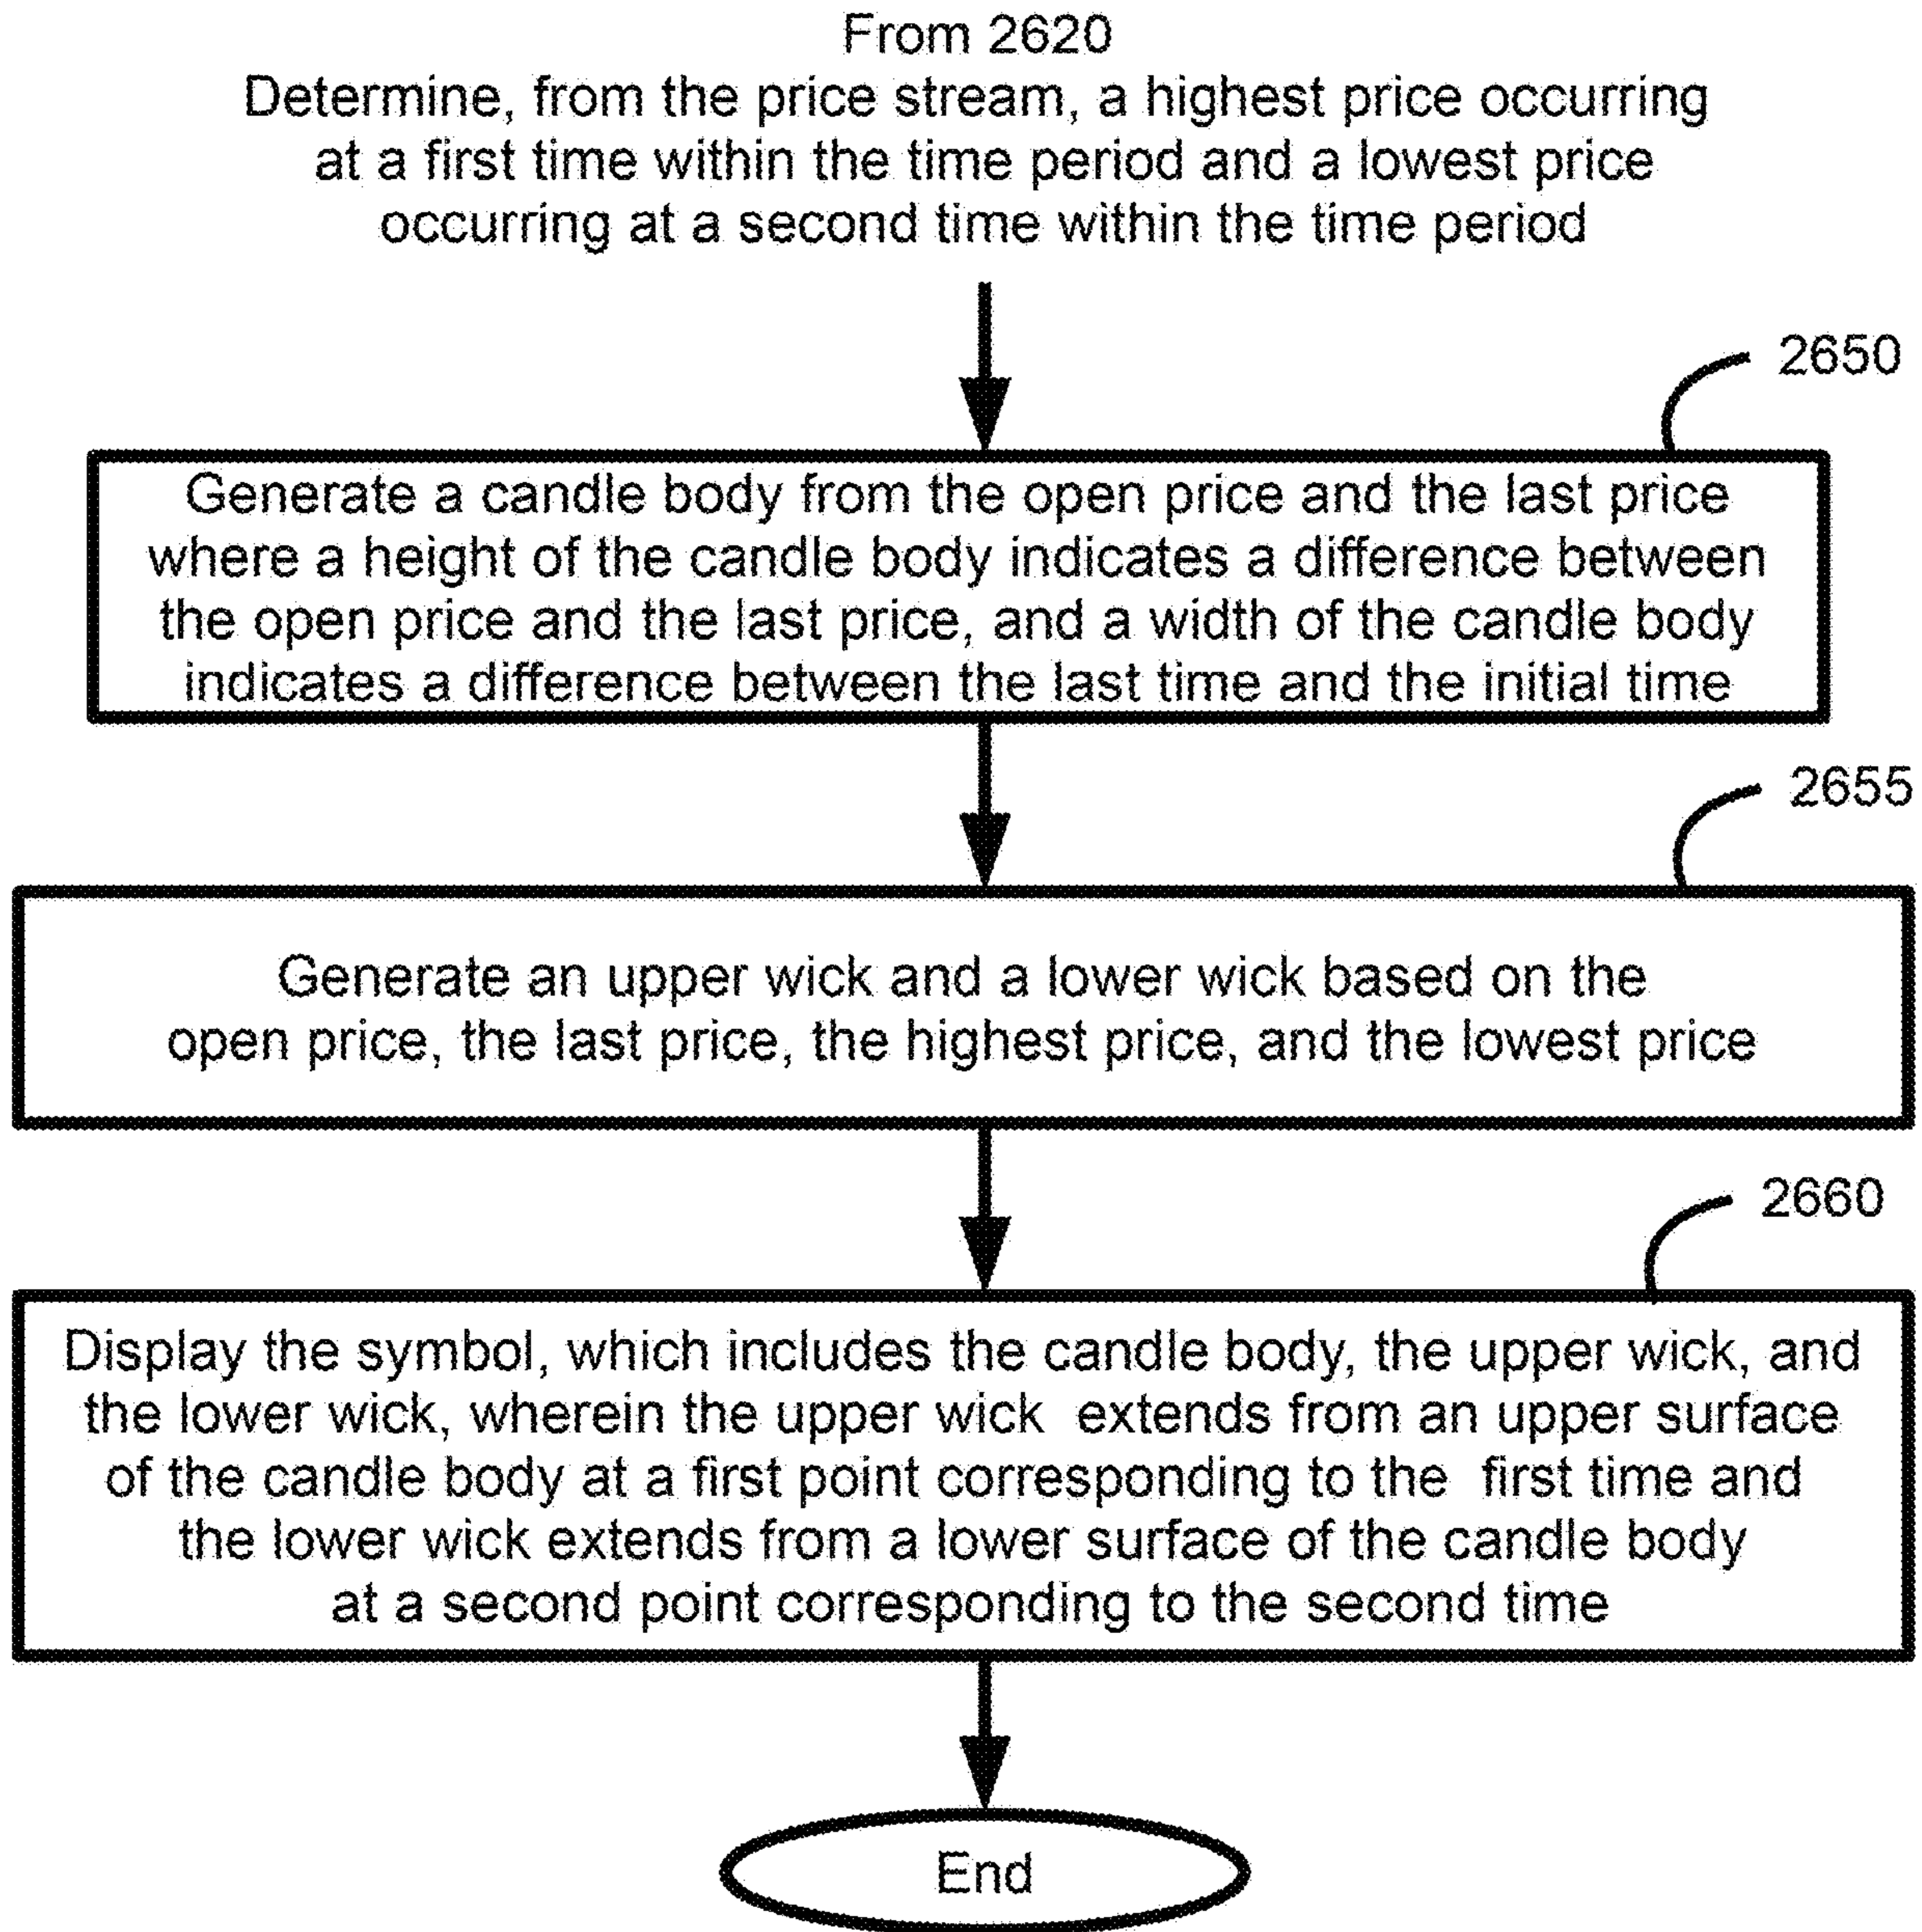 From 2620
Determine, from the price stream, a highest price occurring
at a first time within the time period and a lowest price
occurring at a second time within the time period
2650
Generate a candle body from the open price and the last price
where a height of the candle body indicates a difference between
the open price and the last price, and a width of the candle body
indicates a difference between the last time and the initial time
2655
Generate an upper wick and a lower wick based on the
open price, the last price, the highest price, and the lowest price
2660
Display the symbol, which includes the candle body, the upper wick, and
the lower wick, wherein the upper wick extends from an upper surface
of the candle body at a first point corresponding to the first time and
the lower wick extends from a lower surface of the candle body
at a second point corresponding to the second time
End